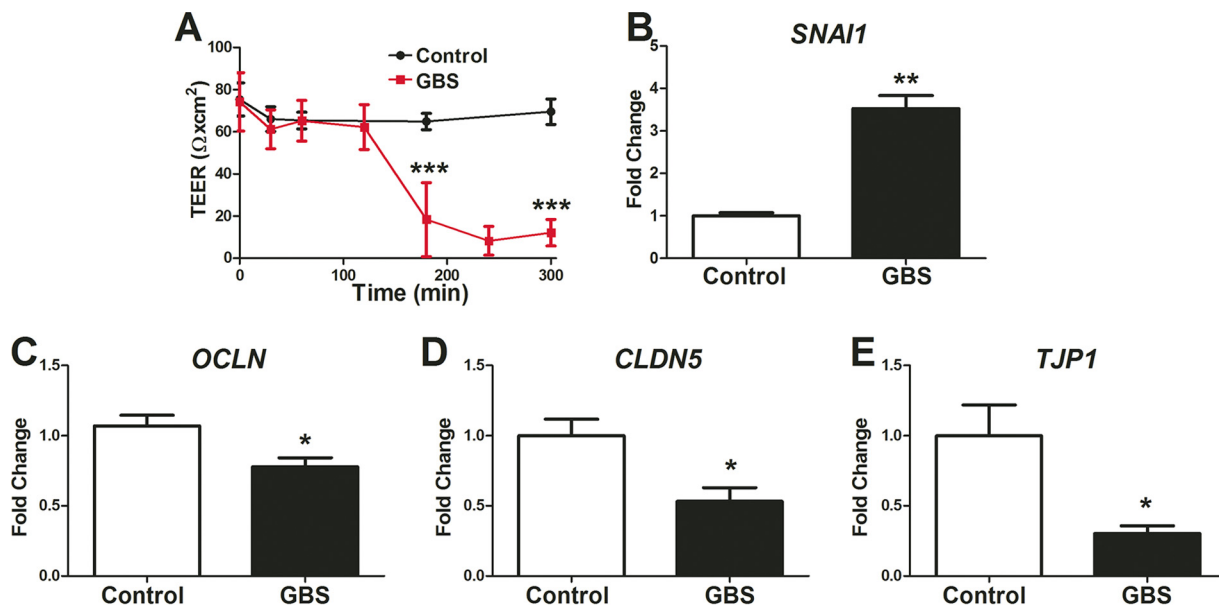 A
TEER (Ωxcm²)
100
80
60
40
20
0
0
100
200
300
Time (min)
Control
GBS
***
***
B
SNAI1
Fold Change
5
4
3
2
1
0
**
Control
GBS
C
OCLN
Fold Change
1.5
1.0
0.5
0.0
*
Control
GBS
D
CLDN5
Fold Change
1.5
1.0
0.5
0.0
*
Control
GBS
E
TJP1
Fold Change
1.5
1.0
0.5
0.0
*
Control
GBS